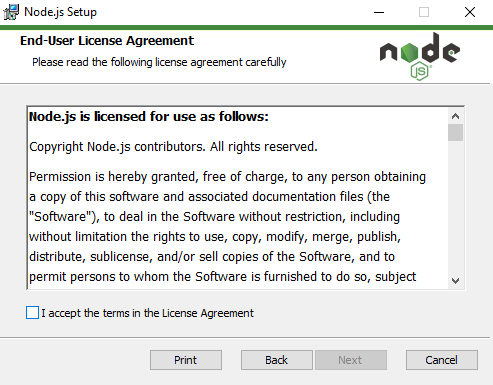 Node.js Setup
End-User License Agreement
Please read the following license agreement carefully
node
JS
Node.js is licensed for use as follows:
Copyright Node.js contributors. All rights reserved.
Permission is hereby granted, free of charge, to any person obtaining
a copy of this software and associated documentation files (the
"Software"), to deal in the Software without restriction, including
without limitation the rights to use, copy, modify, merge, publish,
distribute, sublicense, and/or sell copies of the Software, and to
permit persons to whom the Software is furnished to do so, subject
I accept the terms in the License Agreement
Print
Back
Next
Cancel